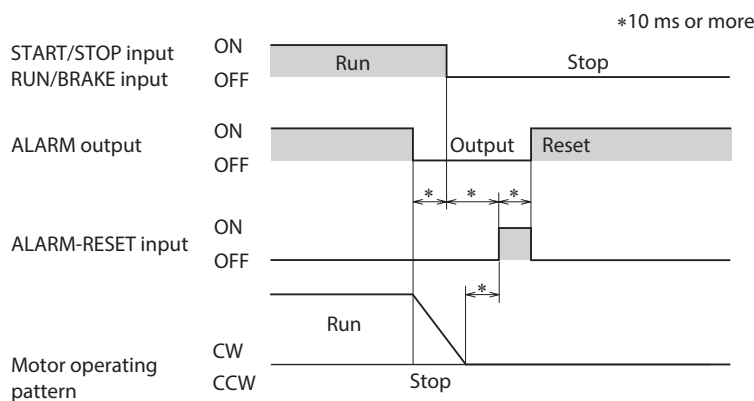 *10 ms or more
START/STOP input
RUN/BRAKE input
ON
OFF
Run
Stop
ALARM output
ON
OFF
Output
Reset
* * *
ALARM-RESET input
ON
OFF
*
Run
Motor operating
pattern
CW
CCW
Stop